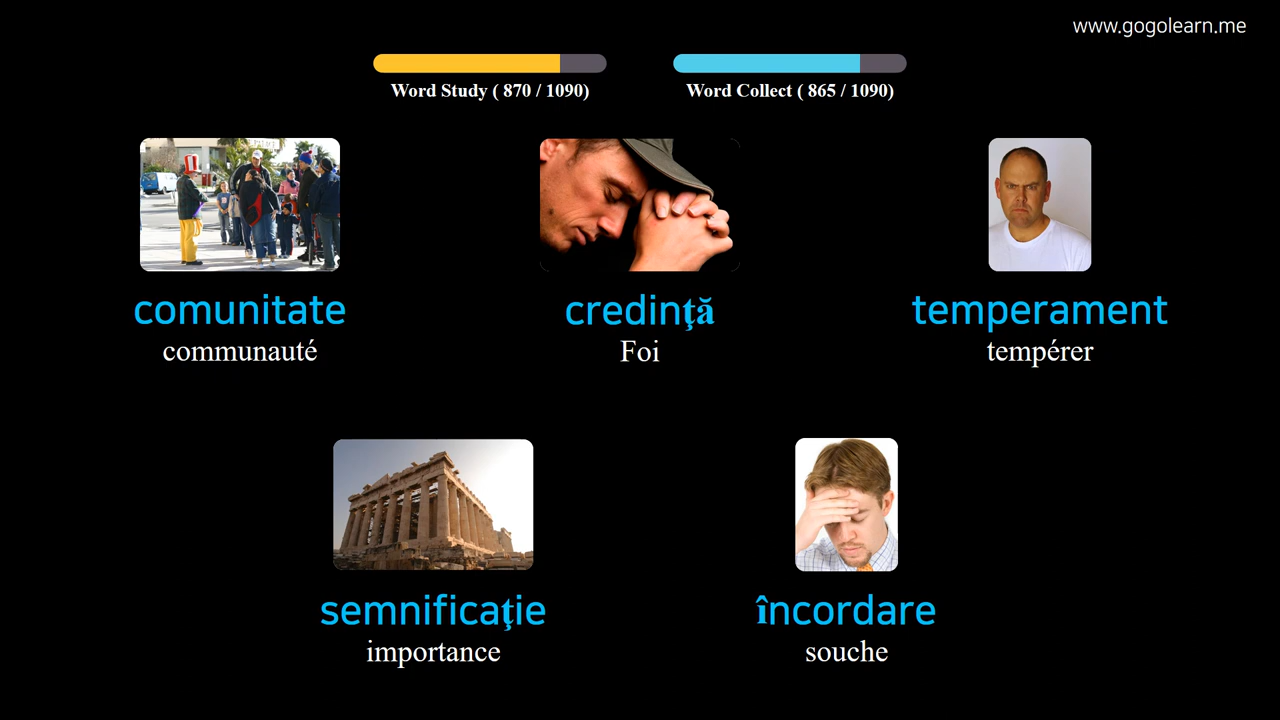 www.gogolearn.me
Word Study ( 870 / 1090)
Word Collect ( 865 / 1090)
comunitate
communauté
credinţă
Foi
temperament
tempérer
semnificaţie
importance
încordare
souche